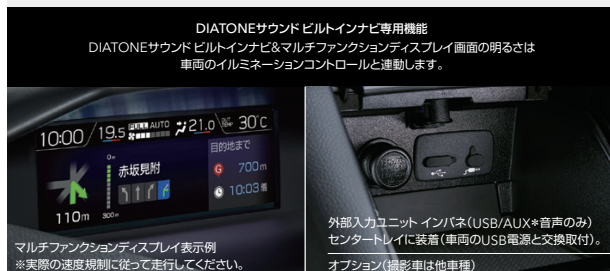 DIATONEサウンド ビルトインナビ専用機能
DIATONEサウンド ビルトインナビ&マルチファンクションディスプレイ画面の明るさは
車両のイルミネーションコントロールと連動します。
10:00 19.5 FULL AUTO 21.0 OUT TEMP 30℃
0m
赤坂見附
110m 300m
目的地まで
G 700m
10:03着
マルチファンクションディスプレイ表示例
※実際の速度規制に従って走行してください。
外部入力ユニット インパネ(USB/AUX*音声のみ)
センタートレイに装着(車両のUSB電源と交換取付)。
オプション(撮影車は他車種)